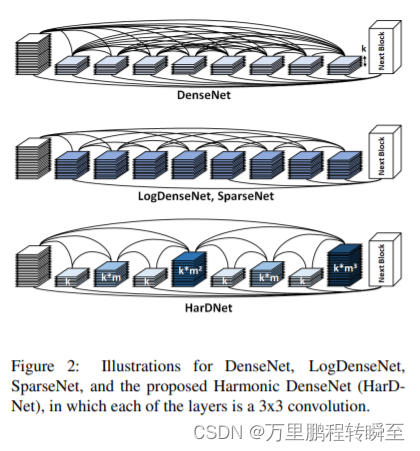 k
Next Block
DenseNet
Next Block
LogDenseNet, SparseNet
k
k*m
k
k*m²
k
k*m
k
k*m³
Next Block
HarDNet
Figure 2: Illustrations for DenseNet, LogDenseNet,
SparseNet, and the proposed Harmonic DenseNet (HarD-
Net), in which each of the layers is a 3x3 convolution.
CSDN @万里鹏程转瞬至